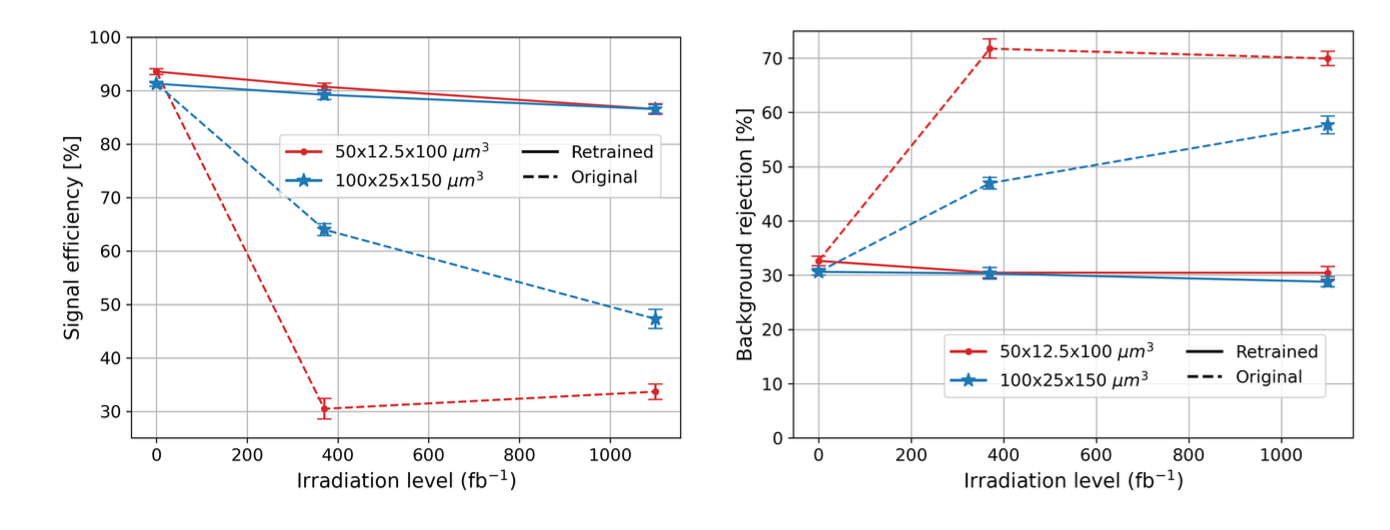 100
90
80
70
60
50
40
30
Signal efficiency [%]
50x12.5x100 μm³
100x25x150 μm³
Retrained
Original
0 200 400 600 800 1000
Irradiation level (fb⁻¹)
70
60
50
40
30
20
10
0
Background rejection [%]
50x12.5x100 μm³
100x25x150 μm³
Retrained
Original
0 200 400 600 800 1000
Irradiation level (fb⁻¹)